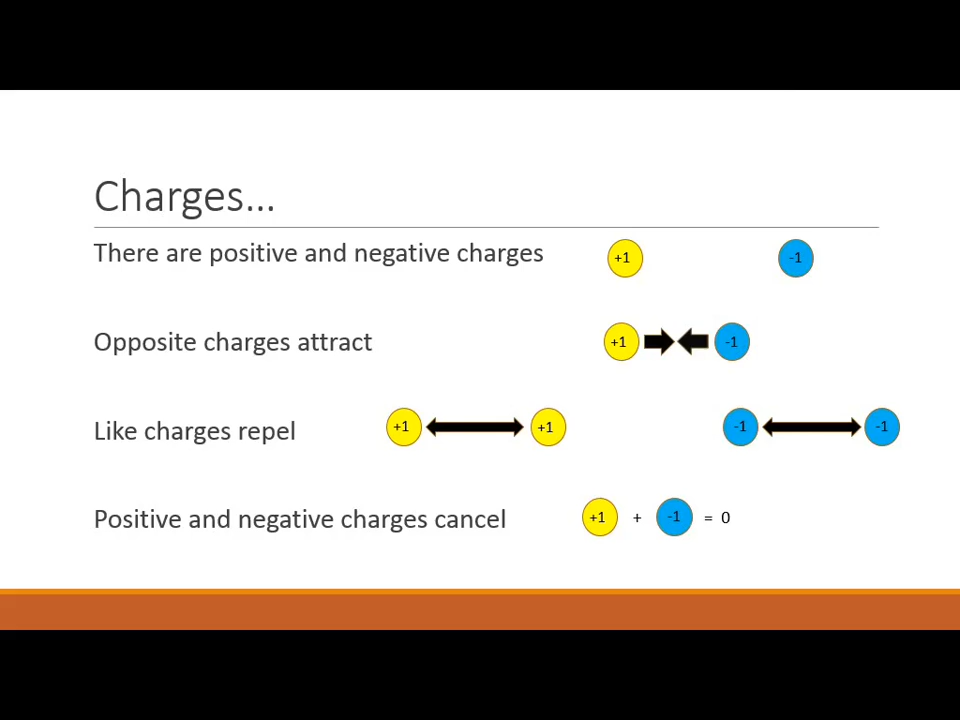 Charges...
There are positive and negative charges +1 -1
Opposite charges attract +1 -1
Like charges repel +1 +1 -1 -1
Positive and negative charges cancel +1 + -1 = 0